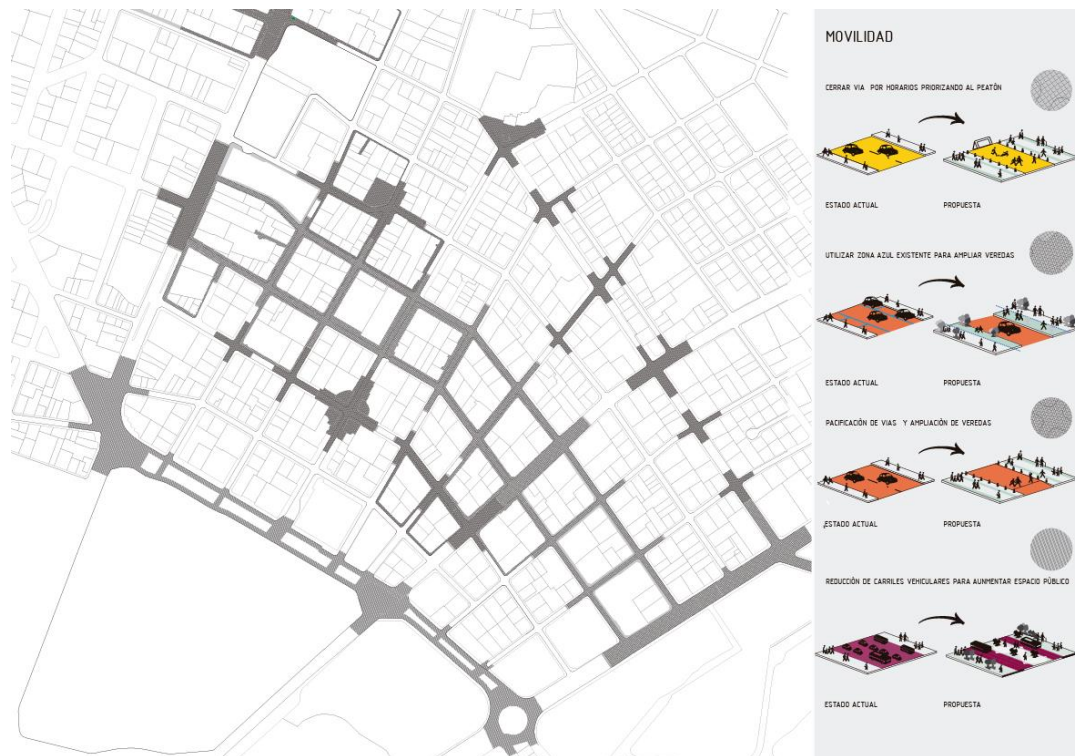 MOVILIDAD
CERRAR VIA POR HORARIOS PRIORIZANDO AL PEATÓN
ESTADO ACTUAL
PROPUESTA
UTILIZAR ZONA AZUL EXISTENTE PARA AMPLIAR VEREDAS
ESTADO ACTUAL
PROPUESTA
PACIFICACIÓN DE VIAS Y AMPLIACIÓN DE VEREDAS
ESTADO ACTUAL
PROPUESTA
REDUCCIÓN DE CARRILES VEHICULARES PARA AUNMENTAR ESPACIO PÚBLICO
ESTADO ACTUAL
PROPUESTA